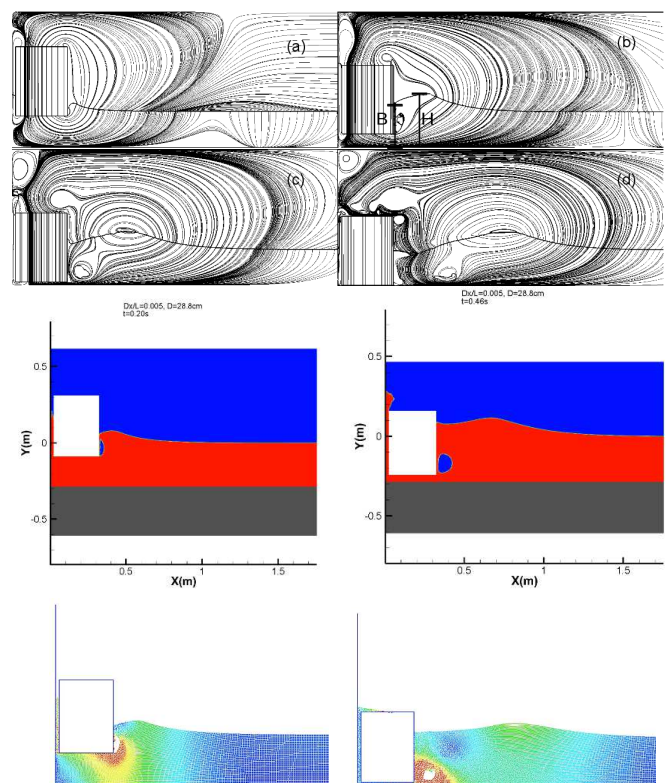 (a)
(b)
B
H
(c)
(d)
Dx/L=0.005, D=28.8cm
t=0.20s
Dx/L=0.005, D=28.8cm
t=0.46s
0.5
0
-0.5
Y(m)
0.5
1
1.5
X(m)
0.5
0
-0.5
Y(m)
0.5
1
1.5
X(m)